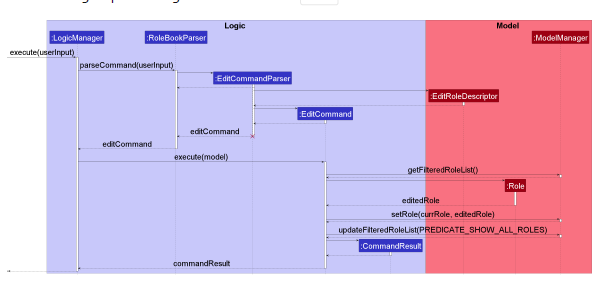 Logic
Model
:LogicManager
:RoleBookParser
:ModelManager
execute(userInput)
parseCommand(userInput)
:EditCommandParser
:EditRoleDescriptor
:EditCommand
editCommand
editCommand
execute(model)
getFilteredRoleList()
:Role
editedRole
setRole(currRole, editedRole)
updateFilteredRoleList(PREDICATE_SHOW_ALL_ROLES)
:CommandResult
commandResult